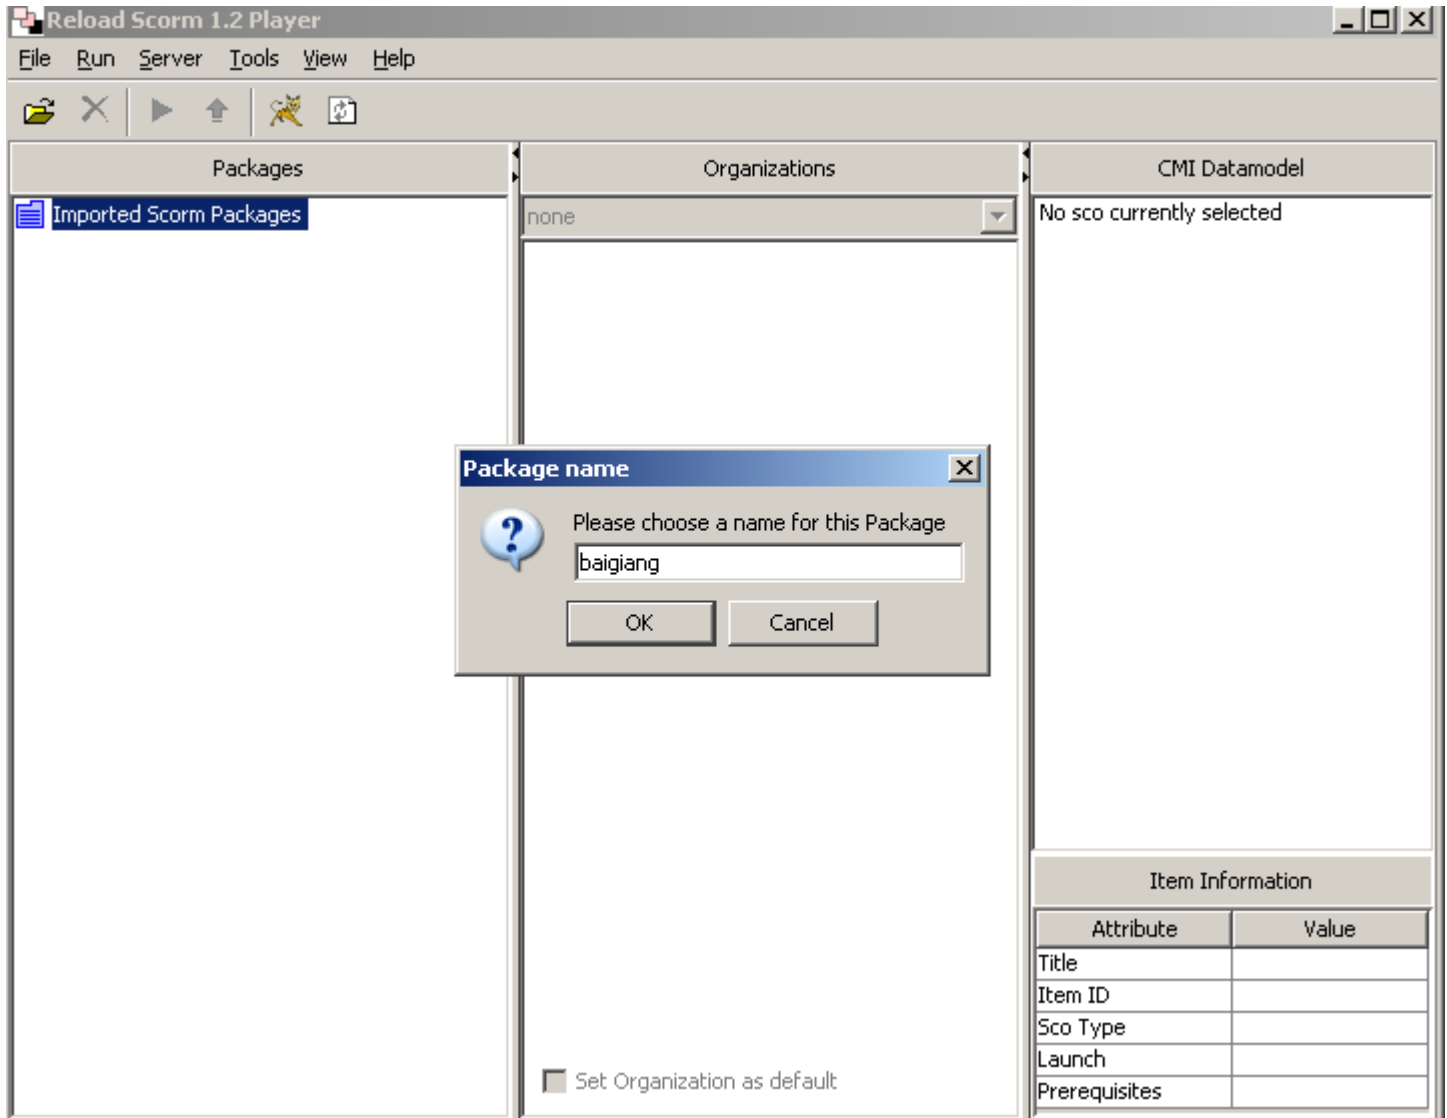 Reload Scorm 1.2 Player
File Run Server Tools View Help
Packages
Organizations
CMI Datamodel
Imported Scorm Packages
none
No sco currently selected
Package name
Please choose a name for this Package
baigiang
OK Cancel
Item Information
Attribute Value
Title
Item ID
Sco Type
Launch
Prerequisites
Set Organization as default